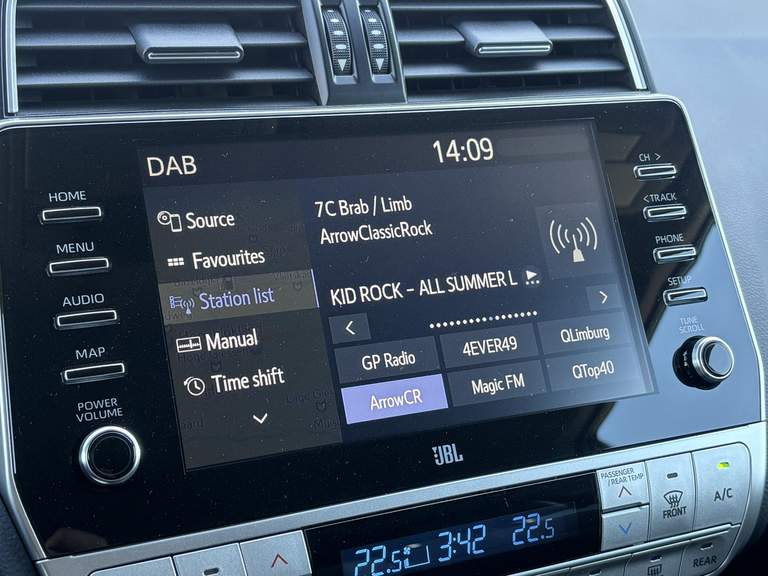 DAB
14:09
HOME
MENU
AUDIO
MAP
POWER
VOLUME
Source
Favourites
Station list
Manual
Time shift
7C Brab / Limb
ArrowClassicRock
KID ROCK – ALL SUMMER L
GP Radio
4EVER49
QLimburg
ArrowCR
Magic FM
QTop40
CH >
< TRACK
PHONE
SETUP
TUNE
SCROLL
JBL
22.5
3:42
22.5
PASSENGER
/ REAR TEMP
FRONT
A/C
REAR